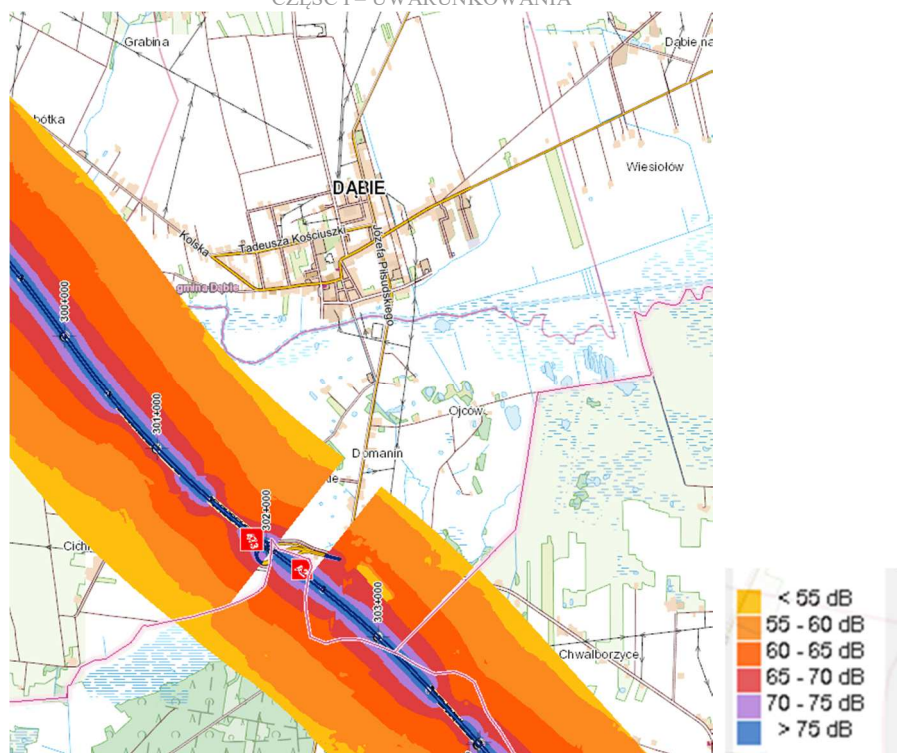 CZĘŚĆ I – UWARUNKOWANIA
Grabina
Dąbie na
bótka
Wiesiołów
DĄBIE
Kolska
Tadeusza Kościuszki
Józefa Piłsudskiego
gmina Dąbie
300+000
301+000
Ojców
Domanin
kie
302+000
Cich
303+000
Chwalborzyce
< 55 dB
55 - 60 dB
60 - 65 dB
65 - 70 dB
70 - 75 dB
> 75 dB